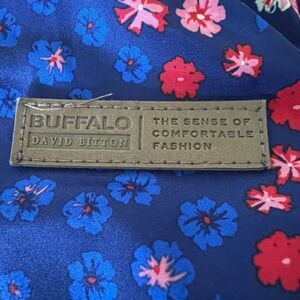 BUFFALO
DAVID BITTON
THE SENSE OF
COMFORTABLE
FASHION